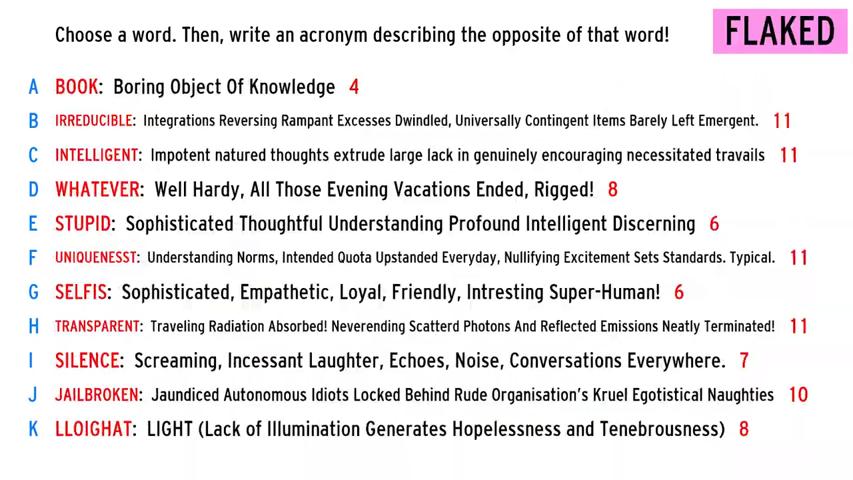 Choose a word. Then, write an acronym describing the opposite of that word!
FLAKED
A BOOK: Boring Object Of Knowledge 4
B IRREDUCIBLE: Integrations Reversing Rampant Excesses Dwindled, Universally Contingent Items Barely Left Emergent. 11
C INTELLIGENT: Impotent natured thoughts extrude large lack in genuinely encouraging necessitated travails 11
D WHATEVER: Well Hardy, All Those Evening Vacations Ended, Rigged! 8
E STUPID: Sophisticated Thoughtful Understanding Profound Intelligent Discerning 6
F UNIQUENESST: Understanding Norms, Intended Quota Upstanded Everyday, Nullifying Excitement Sets Standards. Typical. 11
G SELFIS: Sophisticated, Empathetic, Loyal, Friendly, Intresting Super-Human! 6
H TRANSPARENT: Traveling Radiation Absorbed! Neverending Scatterd Photons And Reflected Emissions Neatly Terminated! 11
I SILENCE: Screaming, Incessant Laughter, Echoes, Noise, Conversations Everywhere. 7
J JAILBROKEN: Jaundiced Autonomous Idiots Locked Behind Rude Organisation's Kruel Egotistical Naughties 10
K LLOIGHAT: LIGHT (Lack of Illumination Generates Hopelessness and Tenebrousness) 8